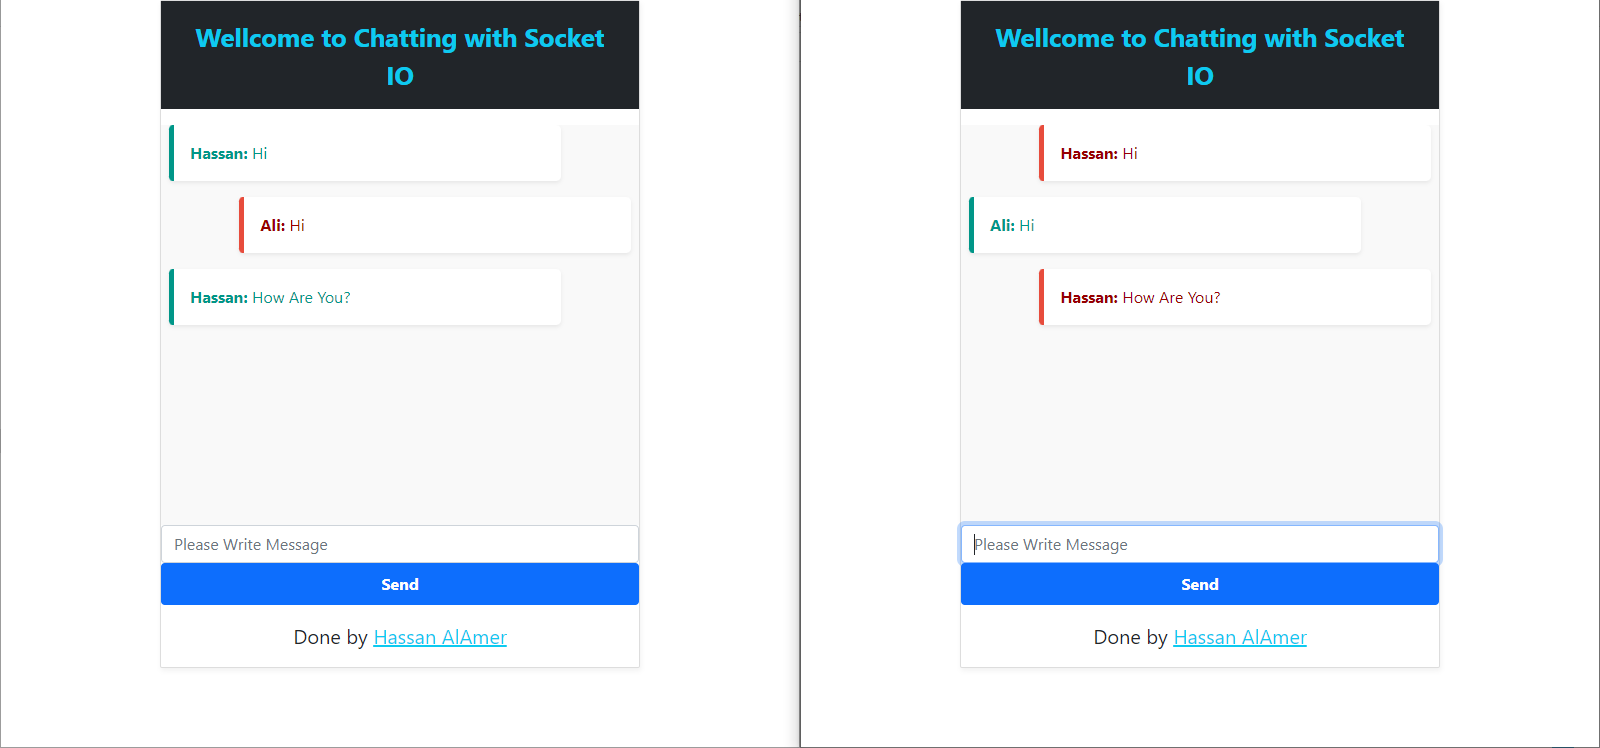 Wellcome to Chatting with Socket
IO
Hassan: Hi
Ali: Hi
Hassan: How Are You?
Please Write Message
Send
Done by Hassan AlAmer
Wellcome to Chatting with Socket
IO
Hassan: Hi
Ali: Hi
Hassan: How Are You?
Please Write Message
Send
Done by Hassan AlAmer